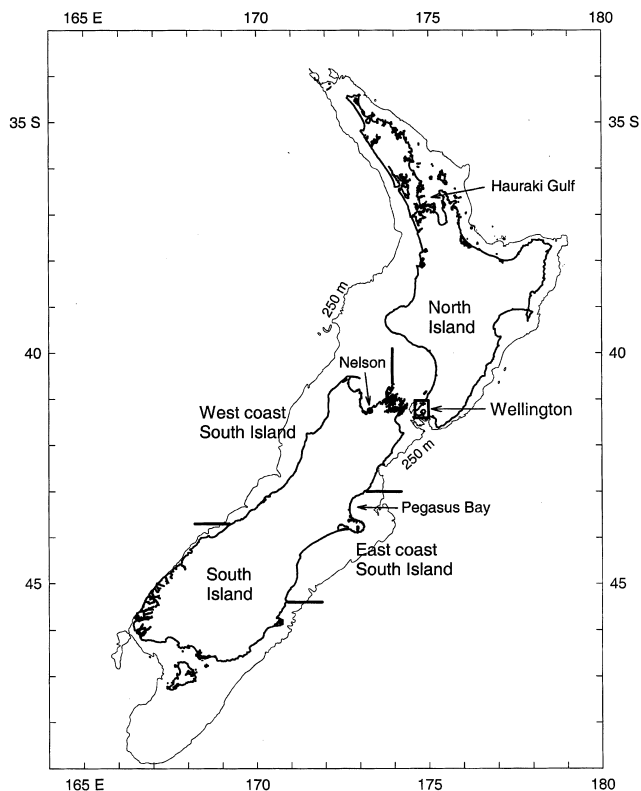 165 E 170 175 180
35 S 35 S
Hauraki Gulf
250 m
North
Island
40 40
Nelson
West coast
South Island
Wellington
250 m
Pegasus Bay
East coast
South Island
South
Island
45 45
165 E 170 175 180